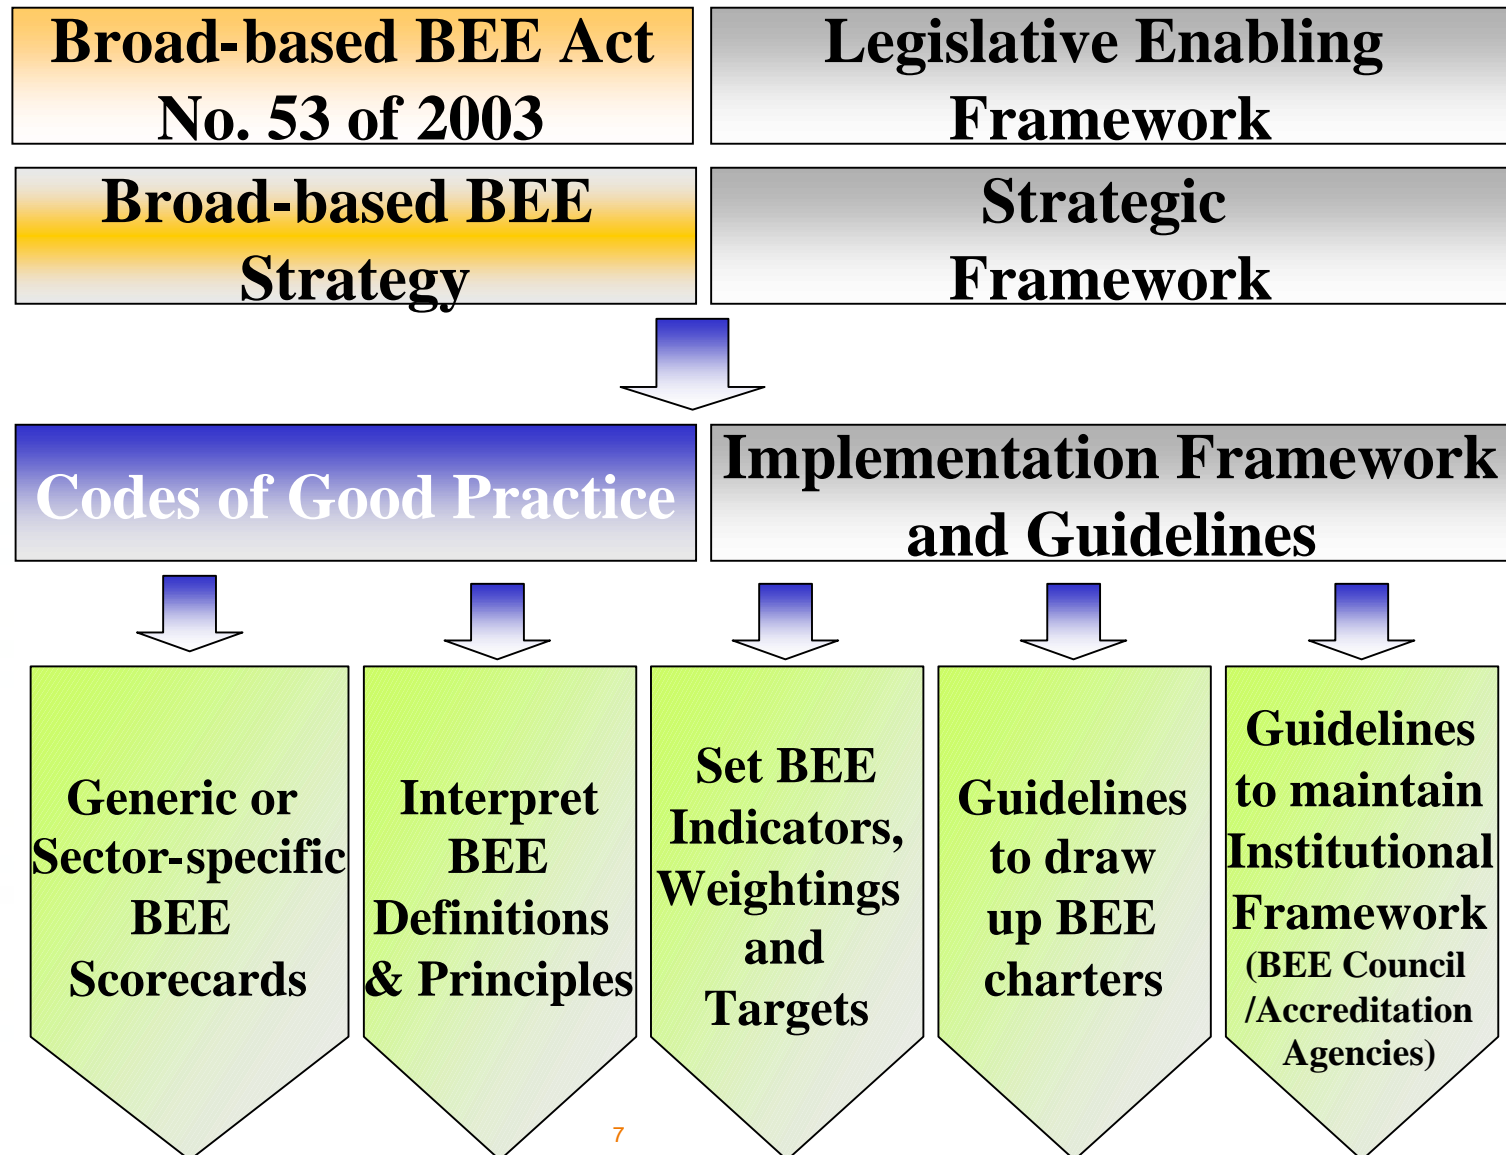 Broad-based BEE Act
No. 53 of 2003
Legislative Enabling
Framework
Broad-based BEE
Strategy
Strategic
Framework
Codes of Good Practice
Implementation Framework
and Guidelines
Generic or
Sector-specific
BEE
Scorecards
Interpret
BEE
Definitions
& Principles
Set BEE
Indicators,
Weightings
and
Targets
Guidelines
to draw
up BEE
charters
Guidelines
to maintain
Institutional
Framework
(BEE Council
/Accreditation
Agencies)
7